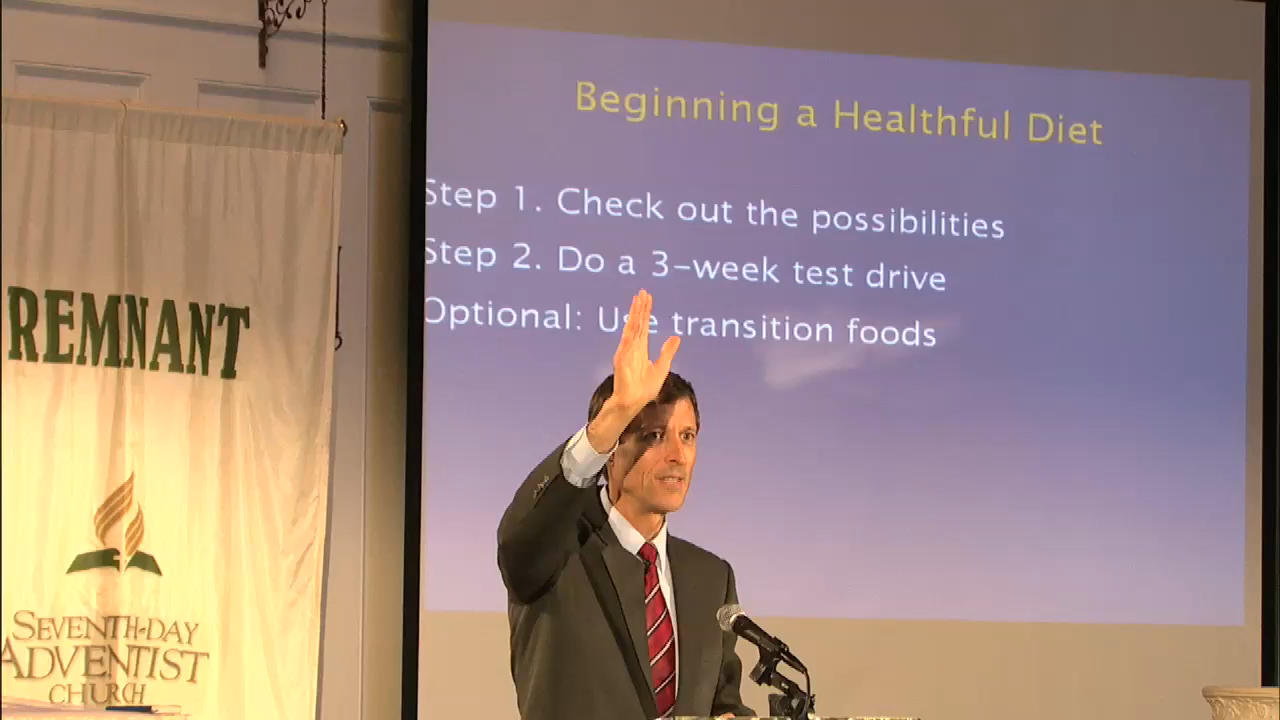 Beginning a Healthful Diet
Step 1. Check out the possibilities
Step 2. Do a 3-week test drive
Optional: Use transition foods
REMNANT
SEVENTH-DAY
ADVENTIST
CHURCH